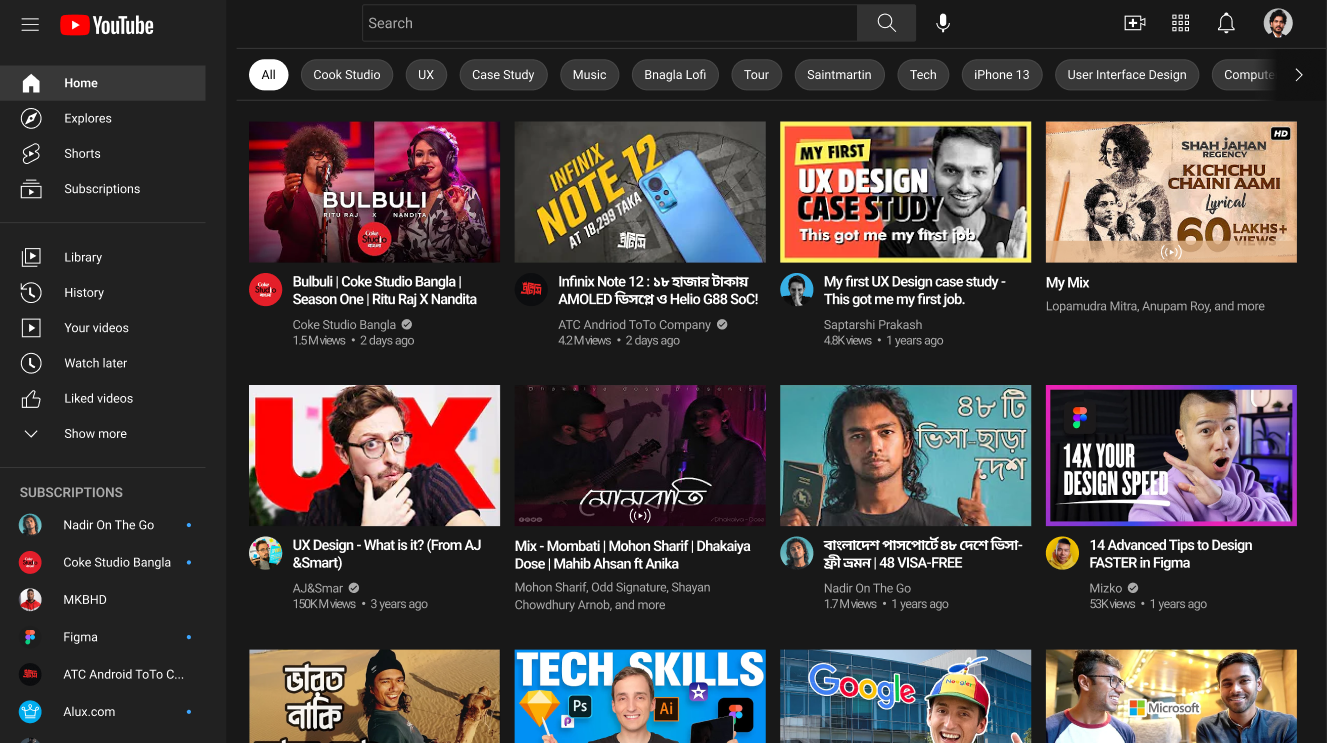 YouTube
Search
Home
Explores
Shorts
Subscriptions
Library
History
Your videos
Watch later
Liked videos
Show more
SUBSCRIPTIONS
Nadir On The Go
Coke Studio Bangla
MKBHD
Figma
ATC Android ToTo C...
Alux.com
All
Cook Studio
UX
Case Study
Music
Bnagla Lofi
Tour
Saintmartin
Tech
iPhone 13
User Interface Design
Compute
BULBULI
RITU RAJ X NANDITA
Coke Studio বাংলা
Bulbuli | Coke Studio Bangla |
Season One | Ritu Raj X Nandita
Coke Studio Bangla
1.5M views • 2 days ago
INFINIX
NOTE 12
AT 18,299 TAKA
Infinix Note 12 : ১৮ হাজার টাকায়
AMOLED ডিসপ্লে ও Helio G88 SoC!
ATC Andriod ToTo Company
4.2M views • 2 days ago
MY FIRST
UX DESIGN
CASE STUDY
This got me my first job
My first UX Design case study -
This got me my first job.
Saptarshi Prakash
4.8K views • 1 years ago
HD
SHAH JAHAN
REGENCY
KICHCHU
CHAINI AAMI
Lyrical
60 LAKHS+
VIEWS
My Mix
Lopamudra Mitra, Anupam Roy, and more
UX
UX Design - What is it? (From AJ
&Smart)
AJ&Smar
150K M views • 3 years ago
Dhakaiya dose Presents
মোমবাতি
-Dhakaiya-Dose
Mix - Mombati | Mohon Sharif | Dhakaiya
Dose | Mahib Ahsan ft Anika
Mohon Sharif, Odd Signature, Shayan
Chowdhury Arnob, and more
৪৮ টি
ভিসা-ছাড়া
দেশ
বাংলাদেশ পাসপোর্টে ৪৮ দেশে ভিসা-
ফ্রী ভ্রমন | 48 VISA-FREE
Nadir On The Go
1.7M views • 1 years ago
14X YOUR
DESIGN SPEED
14 Advanced Tips to Design
FASTER in Figma
Mizko
53K views • 1 years ago
ভারত
নাকি
TECH SKILLS
Ps
Ai
Google
Noogler
Microsoft